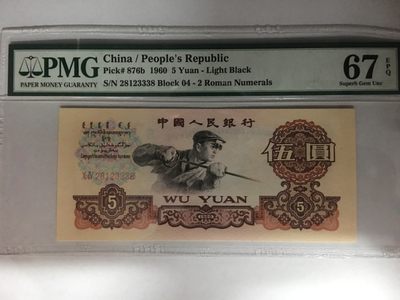 PMG
PAPER MONEY GUARANTY
China / People's Republic
Pick# 876b 1960 5 Yuan - Light Black
S/N 28123338 Block 04 - 2 Roman Numerals
67
EPQ
Superb Gem Unc
中國人民銀行
伍圓
28123338
WU YUAN
5
5